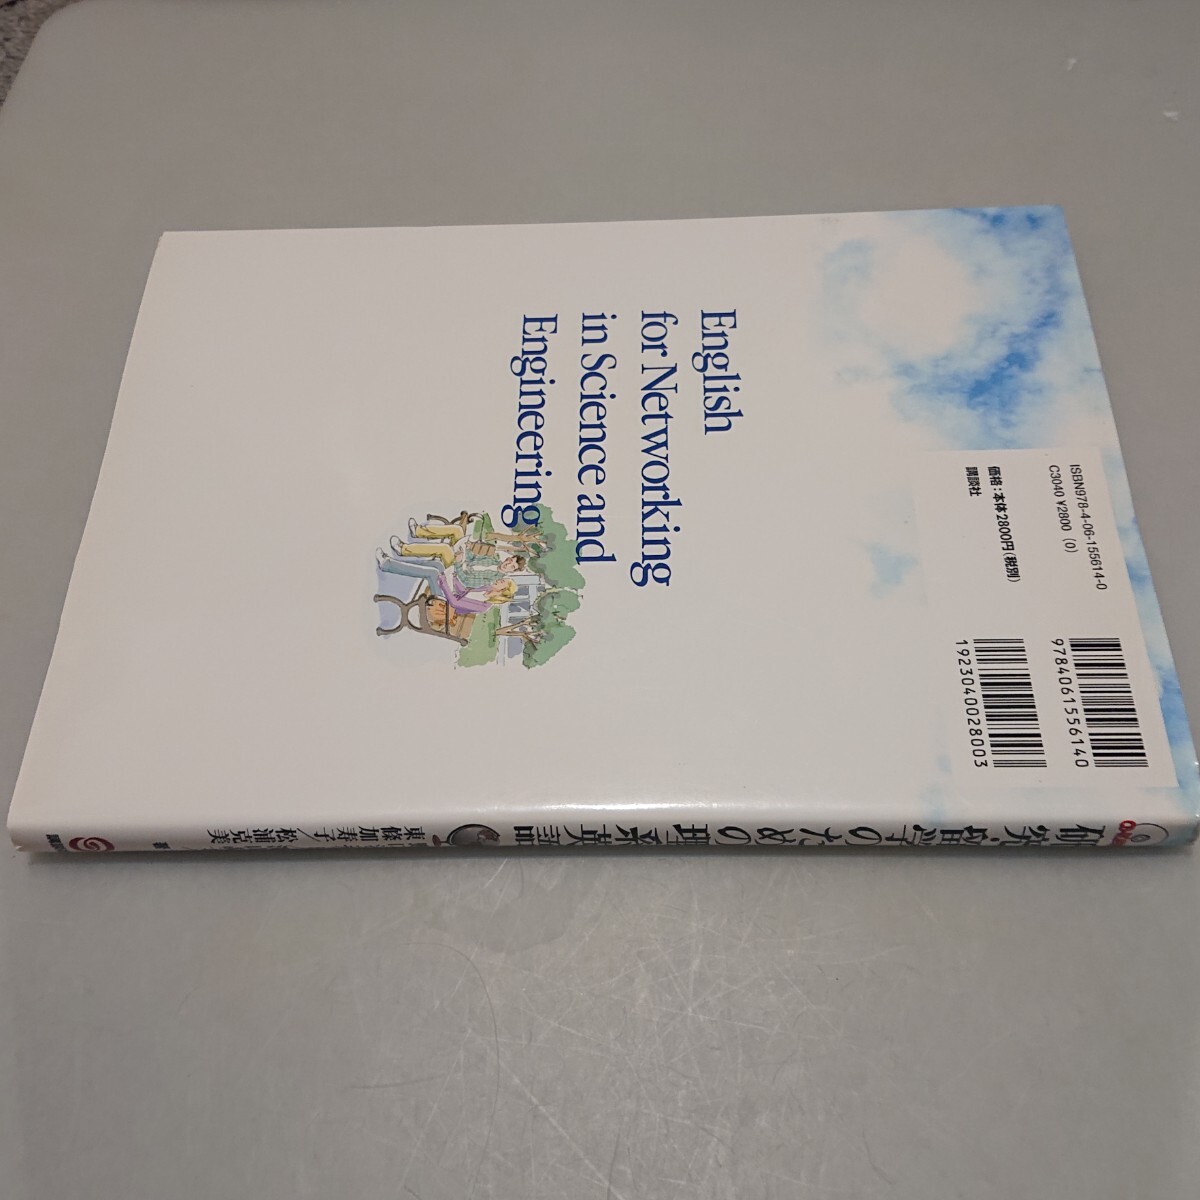 English
for Networking
in Science and
Engineering
ISBN978-4-06-155614-0
C3040 ¥2800 (0)
価格:本体2800円(税別)
講談社
9784061556140
1923040028003
研究留学のための理系英語
東條加寿子/松浦克美
著